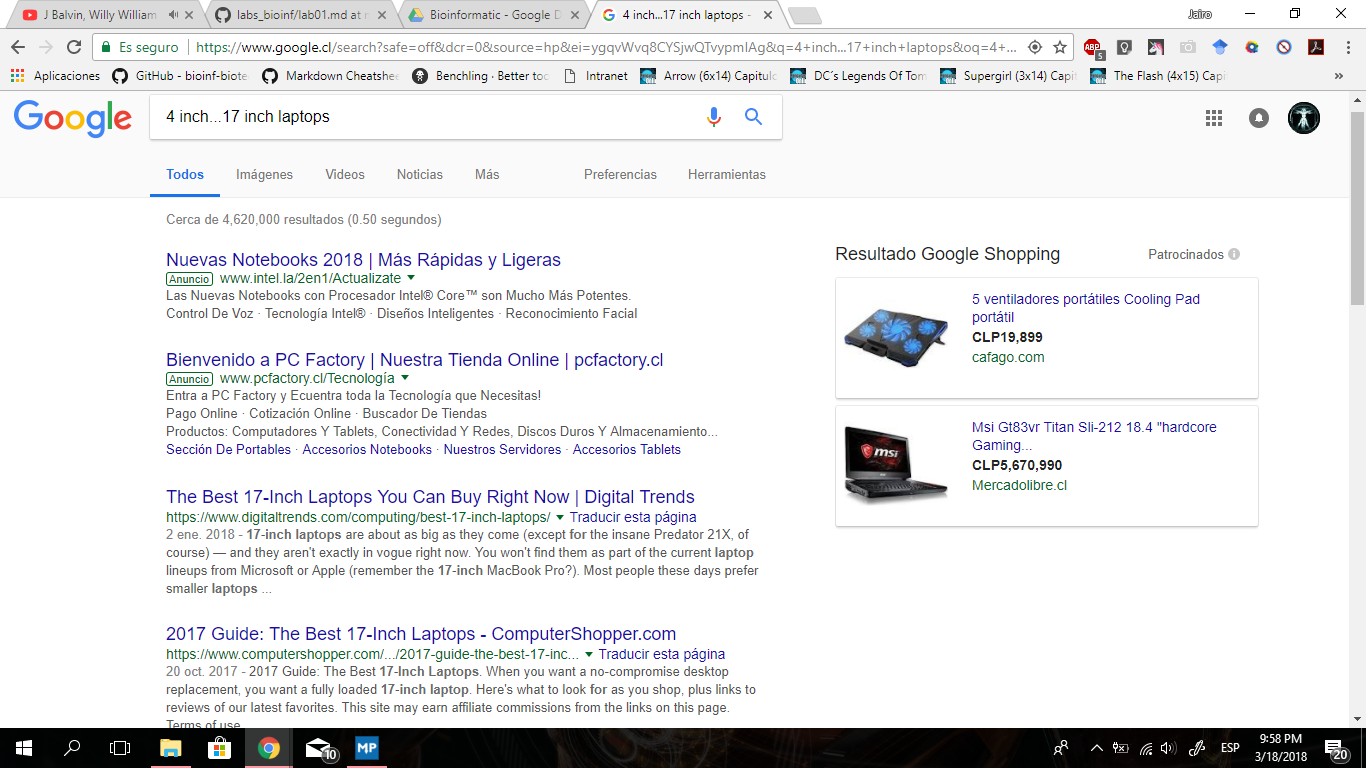 J Balvin, Willy William
labs_bioinf/lab01.md at m
Bioinformatic - Google D
4 inch...17 inch laptops -
Jairo
Es seguro
https://www.google.cl/search?safe=off&dcr=0&source=hp&ei=ygqvWvq8CYSjwQTvypmIAg&q=4+inch...17+inch+laptops&oq=4+...
ABP
5
Aplicaciones
GitHub - bioinf-biote
Markdown Cheatshee
Benchling · Better to
Intranet
Arrow (6x14) Capitulo
DC´s Legends Of Tom
Supergirl (3x14) Capi
The Flash (4x15) Capi
»
Google
4 inch...17 inch laptops
Todos
Imágenes
Videos
Noticias
Más
Preferencias
Herramientas
Cerca de 4,620,000 resultados (0.50 segundos)
Nuevas Notebooks 2018 | Más Rápidas y Ligeras
Anuncio www.intel.la/2en1/Actualizate
Las Nuevas Notebooks con Procesador Intel® Core™ son Mucho Más Potentes.
Control De Voz · Tecnología Intel® · Diseños Inteligentes · Reconocimiento Facial
Bienvenido a PC Factory | Nuestra Tienda Online | pcfactory.cl
Anuncio www.pcfactory.cl/Tecnología
Entra a PC Factory y Ecuentra toda la Tecnología que Necesitas!
Pago Online · Cotización Online · Buscador De Tiendas
Productos: Computadores Y Tablets, Conectividad Y Redes, Discos Duros Y Almacenamiento...
Sección De Portables · Accesorios Notebooks · Nuestros Servidores · Accesorios Tablets
The Best 17-Inch Laptops You Can Buy Right Now | Digital Trends
https://www.digitaltrends.com/computing/best-17-inch-laptops/ Traducir esta página
2 ene. 2018 - 17-inch laptops are about as big as they come (except for the insane Predator 21X, of
course) — and they aren't exactly in vogue right now. You won't find them as part of the current laptop
lineups from Microsoft or Apple (remember the 17-inch MacBook Pro?). Most people these days prefer
smaller laptops ...
2017 Guide: The Best 17-Inch Laptops - ComputerShopper.com
https://www.computershopper.com/.../2017-guide-the-best-17-inc... Traducir esta página
20 oct. 2017 - 2017 Guide: The Best 17-Inch Laptops. When you want a no-compromise desktop
replacement, you want a fully loaded 17-inch laptop. Here's what to look for as you shop, plus links to
reviews of our latest favorites. This site may earn affiliate commissions from the links on this page.
Terms of use.
Resultado Google Shopping
Patrocinados
5 ventiladores portátiles Cooling Pad
portátil
CLP19,899
cafago.com
msi
Msi Gt83vr Titan Sli-212 18.4 "hardcore
Gaming...
CLP5,670,990
Mercadolibre.cl
10
MP
ESP
9:58 PM
3/18/2018
20